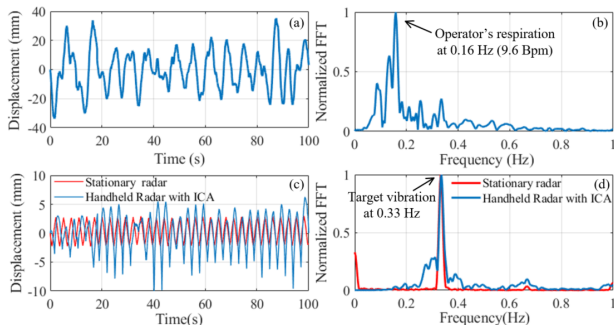 (a)
Displacement (mm)
40
20
0
-20
-40
0
20
40
60
80
100
Time (s)
(b)
Normalized FFT
1
0.5
0
0
0.2
0.4
0.6
0.8
1
Frequency (Hz)
Operator's respiration
at 0.16 Hz (9.6 Bpm)
(c)
Displacement (mm)
10
5
0
-5
-10
0
20
40
60
80
100
Time(s)
Stationary radar
Handheld Radar with ICA
(d)
Normalized FFT
1
0.5
0
0
0.2
0.4
0.6
0.8
1
Frequency (Hz)
Target vibration
at 0.33 Hz
Stationary radar
Handheld Radar with ICA